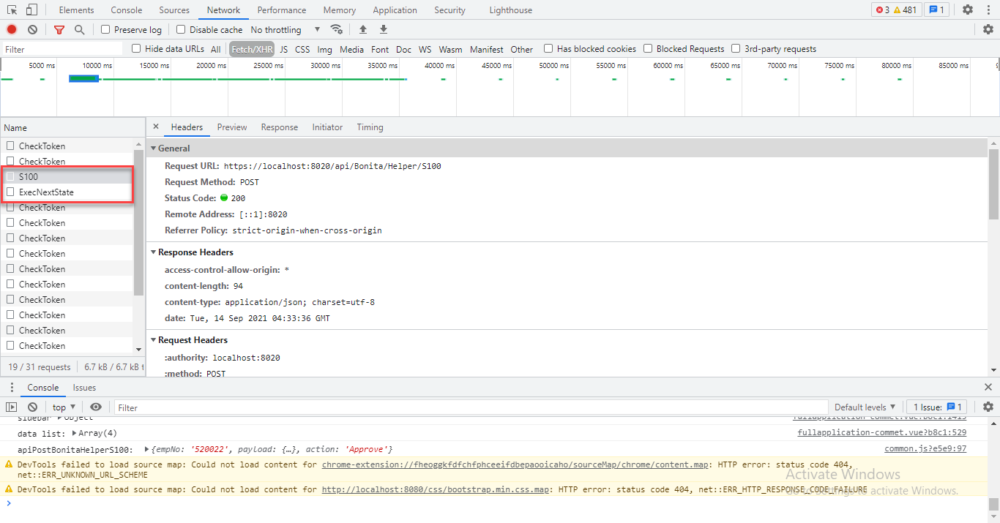 Elements Console Sources Network Performance Memory Application Security Lighthouse 3 481 1
Preserve log Disable cache No throttling
Filter Hide data URLs All Fetch/XHR JS CSS Img Media Font Doc WS Wasm Manifest Other Has blocked cookies Blocked Requests 3rd-party requests
5000 ms 10000 ms 15000 ms 20000 ms 25000 ms 30000 ms 35000 ms 40000 ms 45000 ms 50000 ms 55000 ms 60000 ms 65000 ms 70000 ms 75000 ms 80000 ms 85000 ms
Name
CheckToken
CheckToken
S100
ExecNextState
CheckToken
CheckToken
CheckToken
CheckToken
CheckToken
CheckToken
CheckToken
CheckToken
CheckToken
CheckToken
19 / 31 requests 6.7 kB / 6.7 kB t
× Headers Preview Response Initiator Timing
General
Request URL: https://localhost:8020/api/Bonita/Helper/S100
Request Method: POST
Status Code: 200
Remote Address: [::1]:8020
Referrer Policy: strict-origin-when-cross-origin
Response Headers
access-control-allow-origin: *
content-length: 94
content-type: application/json; charset=utf-8
date: Tue, 14 Sep 2021 04:33:36 GMT
Request Headers
:authority: localhost:8020
:method: POST
Console Issues
top Filter Default levels 1 Issue: 1
sidebar Object fullapplication-commet.vue?b8c1:1419
data list: Array(4) fullapplication-commet.vue?b8c1:529
apiPostBonitaHelperS100: {empNo: '520022', payload: {…}, action: 'Approve'} common.js?e5e9:97
DevTools failed to load source map: Could not load content for chrome-extension://fheoggkfdfchfphceeifdbepaooicaho/sourceMap/chrome/content.map: HTTP error: status code 404,
net::ERR_UNKNOWN_URL_SCHEME
DevTools failed to load source map: Could not load content for http://localhost:8080/css/bootstrap.min.css.map: HTTP error: status code 404, net::ERR_HTTP_RESPONSE_CODE_FAILURE
Activate Windows
Go to Settings to activate Windows.